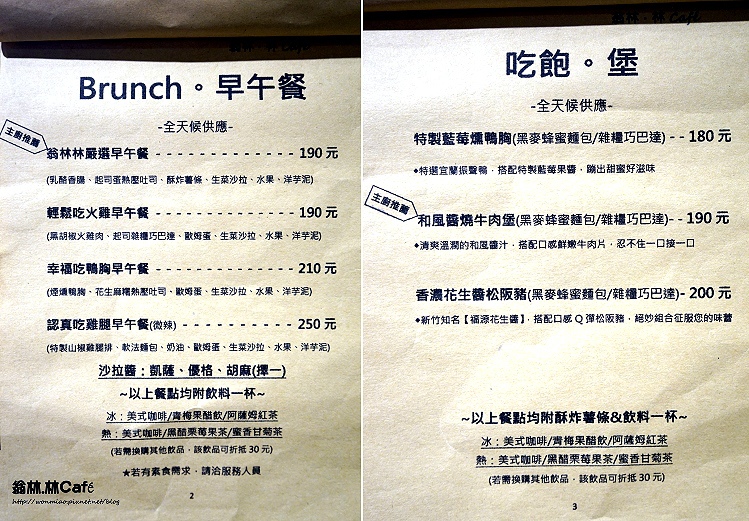 Brunch。早午餐
-全天候供應-
主廚推薦
翁林林嚴選早午餐 - - - - - - - - - - - - - 190 元
(乳酪香腸、起司蛋熱壓吐司、酥炸薯條、生菜沙拉、水果、洋芋泥)
輕鬆吃火雞早午餐 - - - - - - - - - - - - - 190 元
(黑胡椒火雞肉、起司雜糧巧巴達、歐姆蛋、生菜沙拉、水果、洋芋泥)
幸福吃鴨胸早午餐 - - - - - - - - - - - - - 210 元
(煙燻鴨胸、花生麻糬熱壓吐司、歐姆蛋、生菜沙拉、水果、洋芋泥)
認真吃雞腿早午餐(微辣) - - - - - - - - - - - 250 元
(特製山椒雞腿排、軟法麵包、奶油、歐姆蛋、生菜沙拉、水果、洋芋泥)
沙拉醬：凱薩、優格、胡麻(擇一)
~以上餐點均附飲料一杯~
冰：美式咖啡/青梅果醋飲/阿薩姆紅茶
熱：美式咖啡/黑醋栗莓果茶/蜜香甘菊茶
(若需換購其他飲品，該飲品可折抵 30 元)
★若有素食需求，請洽服務人員
翁林.林Café
http://wonmiao.pixnet.net/blog
2
翁林.林Café
吃飽。堡
-全天候供應-
特製藍莓燻鴨胸(黑麥蜂蜜麵包/雜糧巧巴達) - - 180 元
◆特選宜蘭振聲鴨，搭配特製藍莓果醬，蹦出甜蜜好滋味
主廚推薦
和風醬燒牛肉堡(黑麥蜂蜜麵包/雜糧巧巴達)- - 190 元
◆清爽溫潤的和風醬汁，搭配口感鮮嫩牛肉片，忍不住一口接一口
香濃花生醬松阪豬(黑麥蜂蜜麵包/雜糧巧巴達)- 200 元
◆新竹知名【福源花生醬】，搭配口感 Q 彈松阪豬，絕妙組合征服您的味蕾
~以上餐點均附酥炸薯條&飲料一杯~
冰：美式咖啡/青梅果醋飲/阿薩姆紅茶
熱：美式咖啡/黑醋栗莓果茶/蜜香甘菊茶
(若需換購其他飲品，該飲品可折抵 30 元)
3